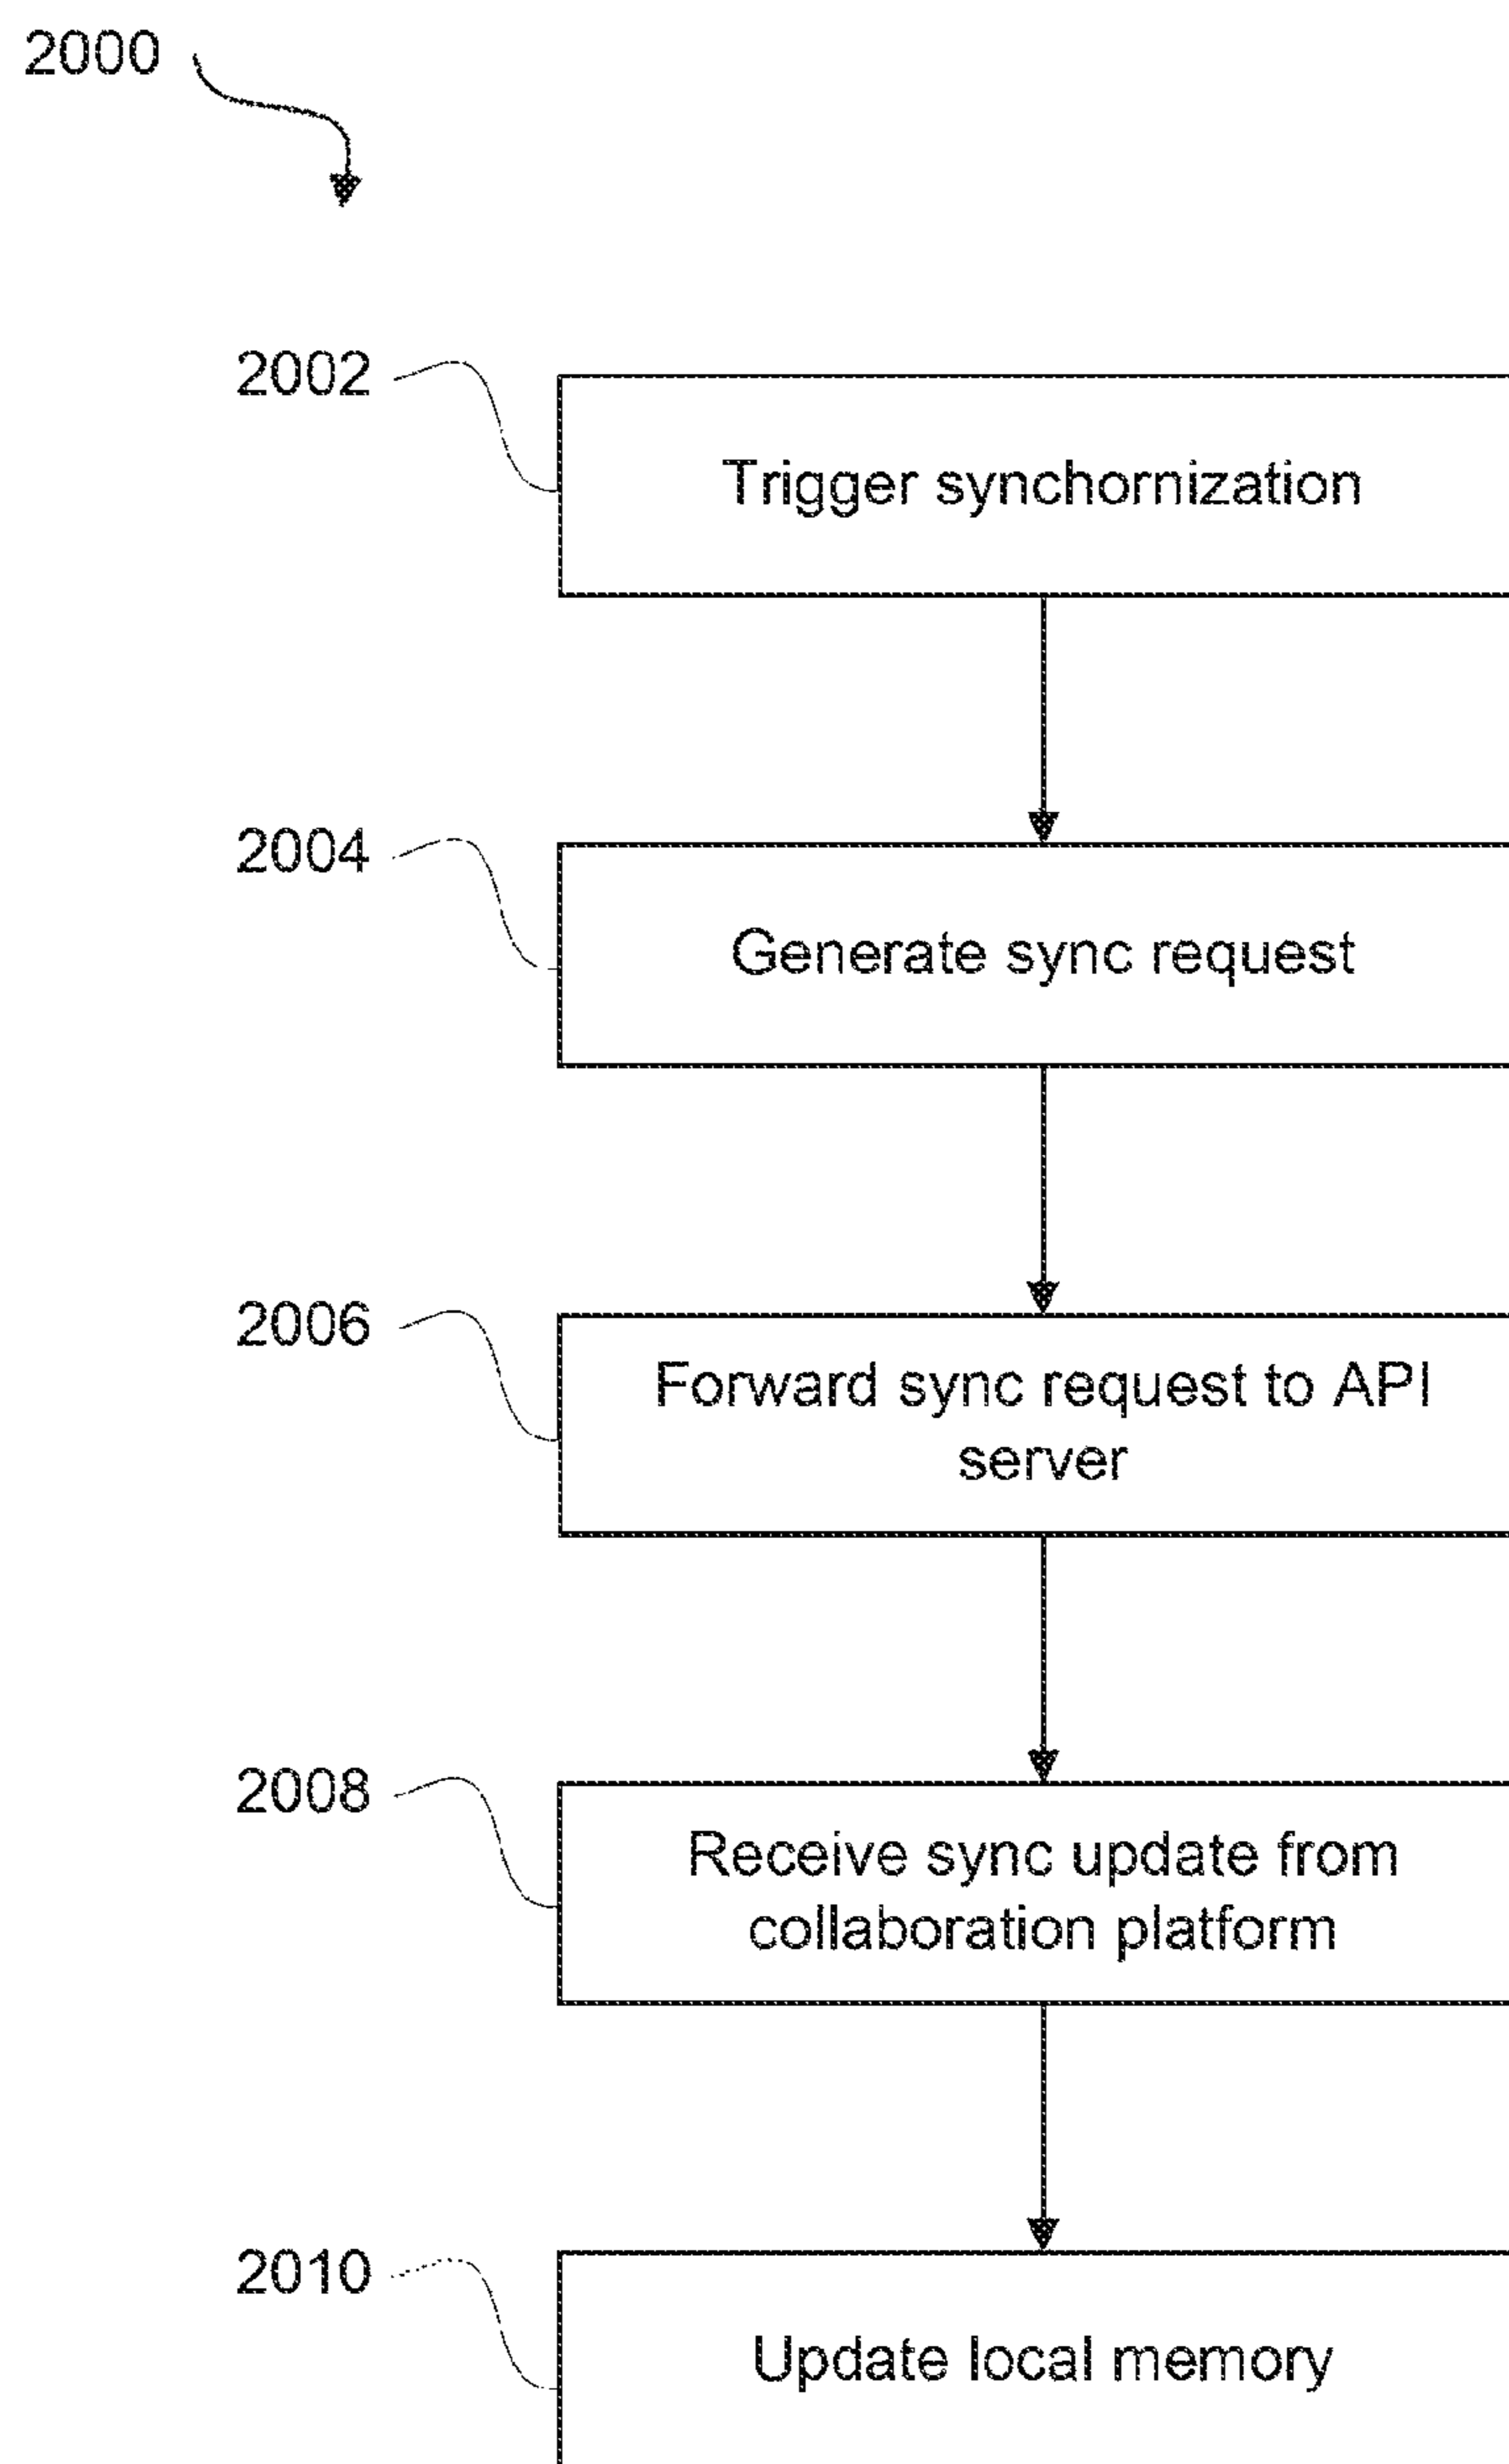 2000
2002
Trigger synchornization
2004
Generate sync request
2006
Forward sync request to API
server
2008
Receive sync update from
collaboration platform
2010
Update local memory